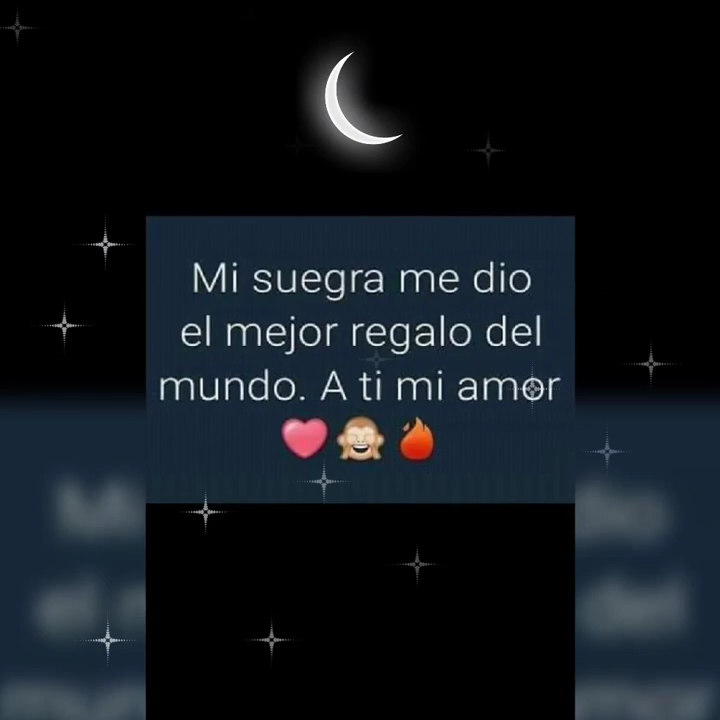 Mi suegra me dio
el mejor regalo del
mundo. A ti mi amor
❤️🙈🔥